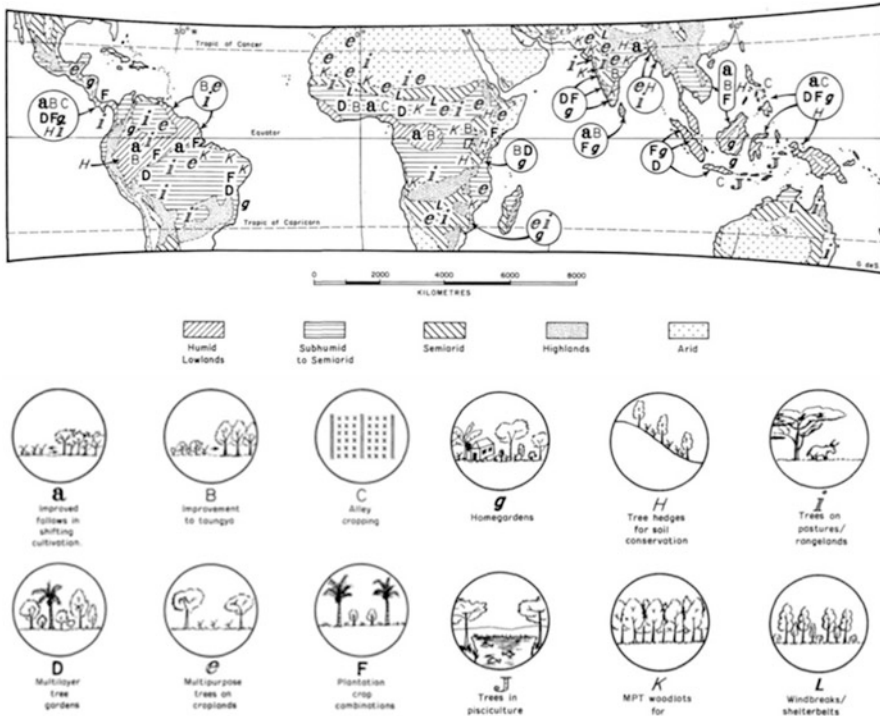 30° W
60°
Tropic of Cancer
Equator
Tropic of Capricorn
a B C
D F g
H i
B e
i
D F
g
e H
i
a B
F g
a
B
F
a C
D F g
H
F g
D
B D
g
e i
g
D B a C
G de S
0 2000 4000 6000 8000
KILOMETRES
Humid Lowlands
Subhumid to Semiarid
Semiarid
Highlands
Arid
a
Improved
fallows in
shifting
cultivation.
B
Improvement
to taungya
C
Alley
cropping
g
Homegardens
H
Tree hedges
for soil
conservation
i
Trees on
pastures/
rangelands
D
Multilayer
tree
gardens
e
Multipurpose
trees on
croplands
F
Plantation
crop
combinations
J
Trees in
pisciculture
K
MPT woodlots
for
L
Windbreaks/
shelterbelts